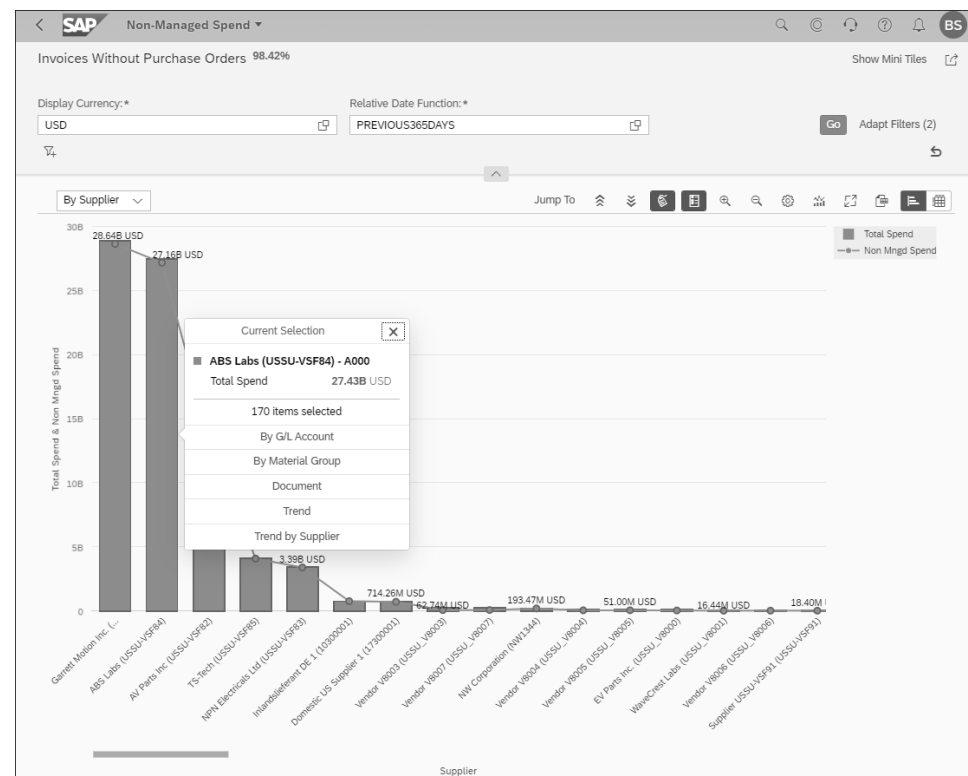 SAP Non-Managed Spend BS
Invoices Without Purchase Orders 98.42%
Show Mini Tiles
Display Currency:*
Relative Date Function:*
USD
PREVIOUS365DAYS
Go
Adapt Filters (2)
By Supplier
Jump To
Total Spend
Non Mngd Spend
Total Spend & Non Mngd Spend
30B
25B
20B
15B
10B
5B
0
28.64B USD
27.16B USD
3.39B USD
714.26M USD
62.74M USD
193.47M USD
51.00M USD
16.44M USD
18.40M
Current Selection
ABS Labs (USSU-VSF84) - A000
Total Spend 27.43B USD
170 items selected
By G/L Account
By Material Group
Document
Trend
Trend by Supplier
Garrett Motion Inc. (...
ABS Labs (USSU-VSF84)
AV Parts Inc (USSU-VSF82)
TS-Tech (USSU-VSF85)
NPN Electricals Ltd (USSU-VSF83)
Inlandslieferant DE 1 (10300001)
Domestic US Supplier 1 (17300001)
Vendor V8003 (USSU_V8003)
Vendor V8007 (USSU_V8007)
NW Corporation (NW1344)
Vendor V8004 (USSU_V8004)
Vendor V8005 (USSU_V8005)
EV Parts Inc. (USSU_V8000)
WaveCrest Labs (USSU_V8001)
Vendor V8006 (USSU_V8006)
Supplier USSU-VSF91 (USSU-VSF91)
Supplier